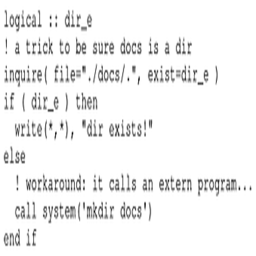 logical :: dir_e
! a trick to be sure docs is a dir
inquire( file="./docs/.", exist=dir_e )
if ( dir_e ) then
  write(*,*), "dir exists!"
else
  ! workaround: it calls an extern program...
  call system('mkdir docs')
end if